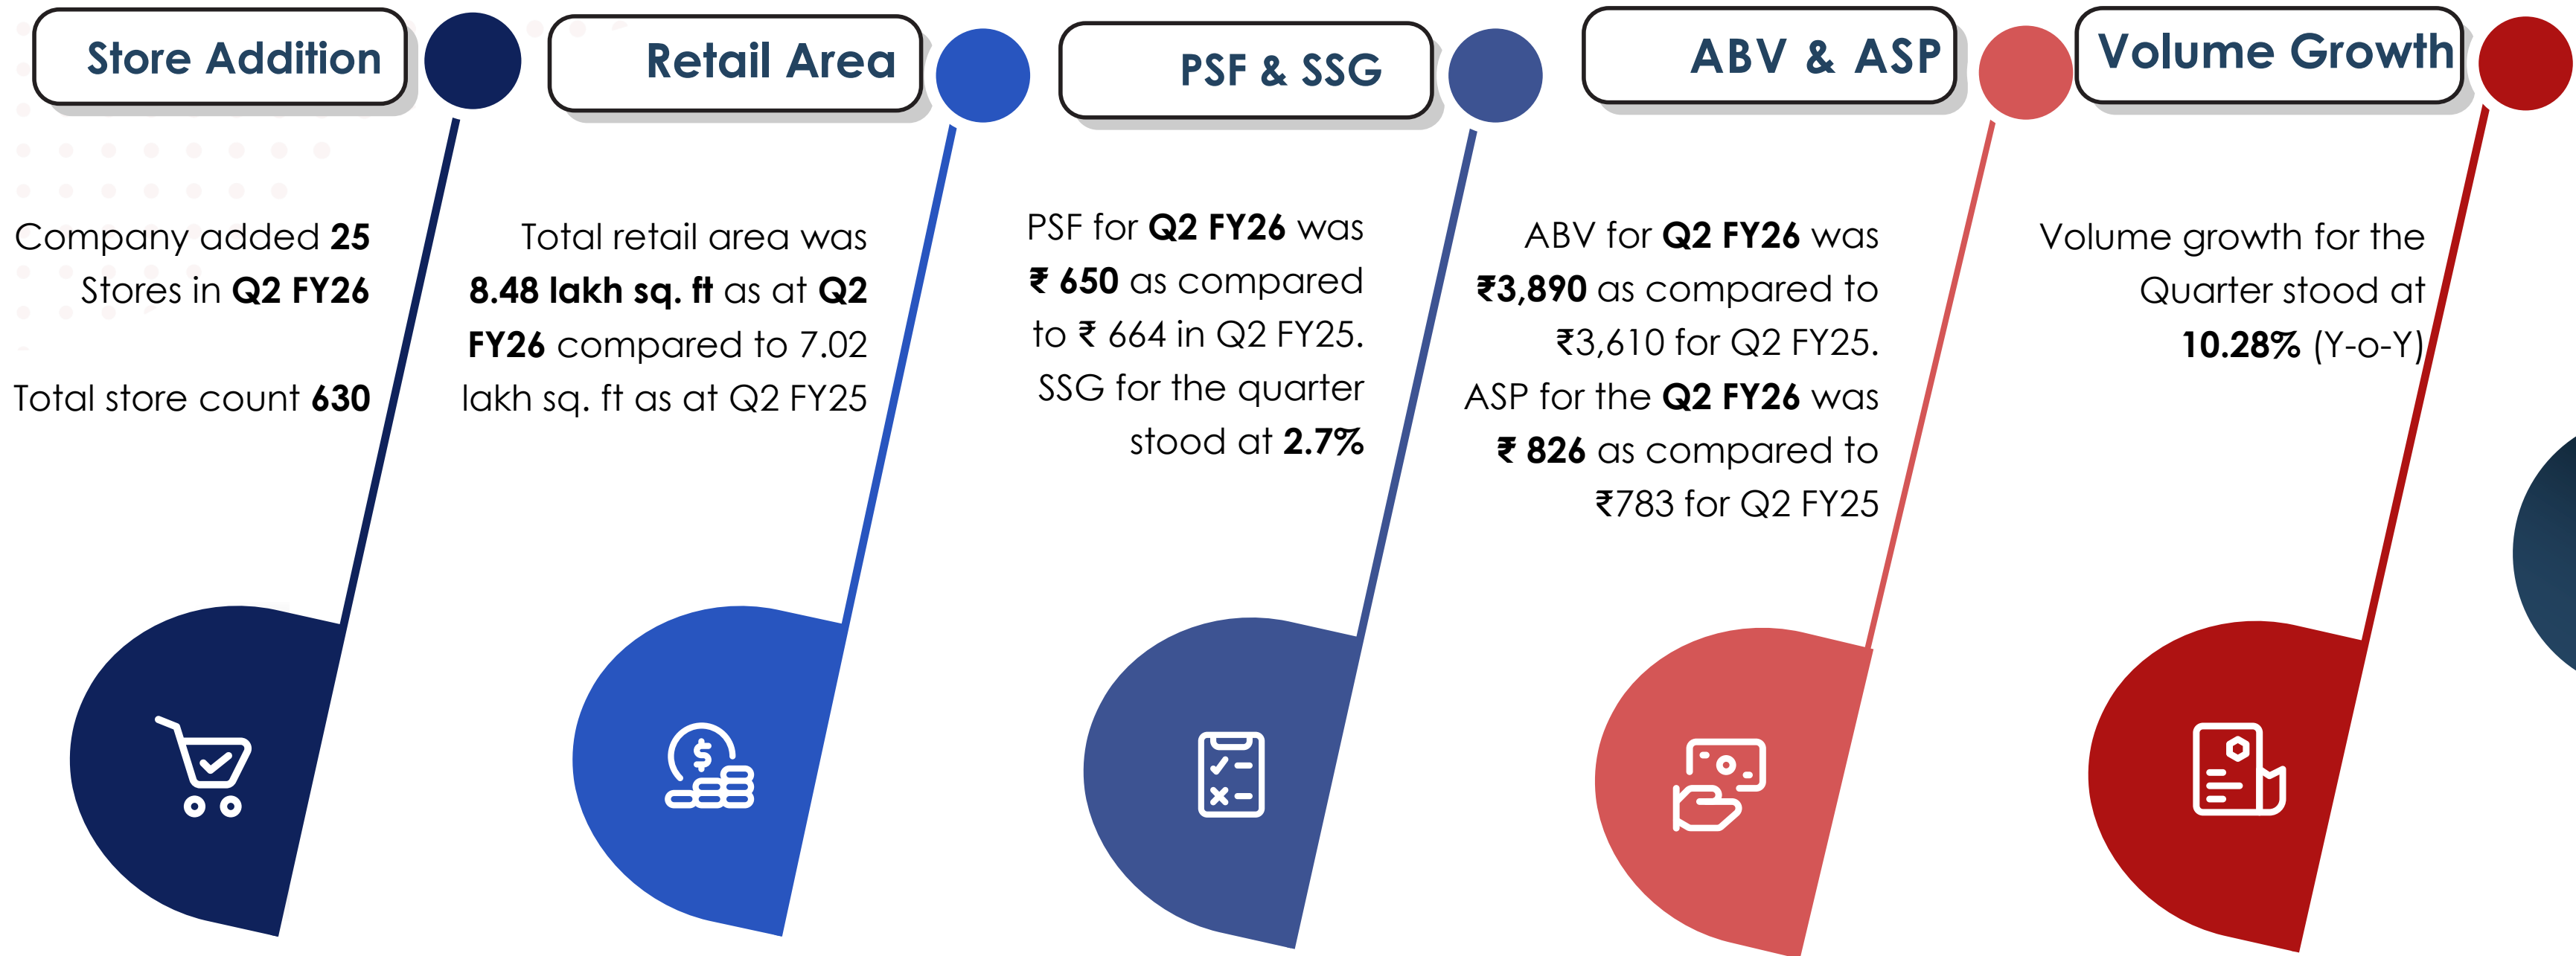 Store Addition
Company added 25
Stores in Q2 FY26
Total store count 630
Retail Area
Total retail area was
8.48 lakh sq. ft as at Q2
FY26 compared to 7.02
lakh sq. ft as at Q2 FY25
PSF & SSG
PSF for Q2 FY26 was
₹ 650 as compared
to ₹ 664 in Q2 FY25.
SSG for the quarter
stood at 2.7%
ABV & ASP
ABV for Q2 FY26 was
₹3,890 as compared to
₹3,610 for Q2 FY25.
ASP for the Q2 FY26 was
₹ 826 as compared to
₹783 for Q2 FY25
Volume Growth
Volume growth for the
Quarter stood at
10.28% (Y-o-Y)
$